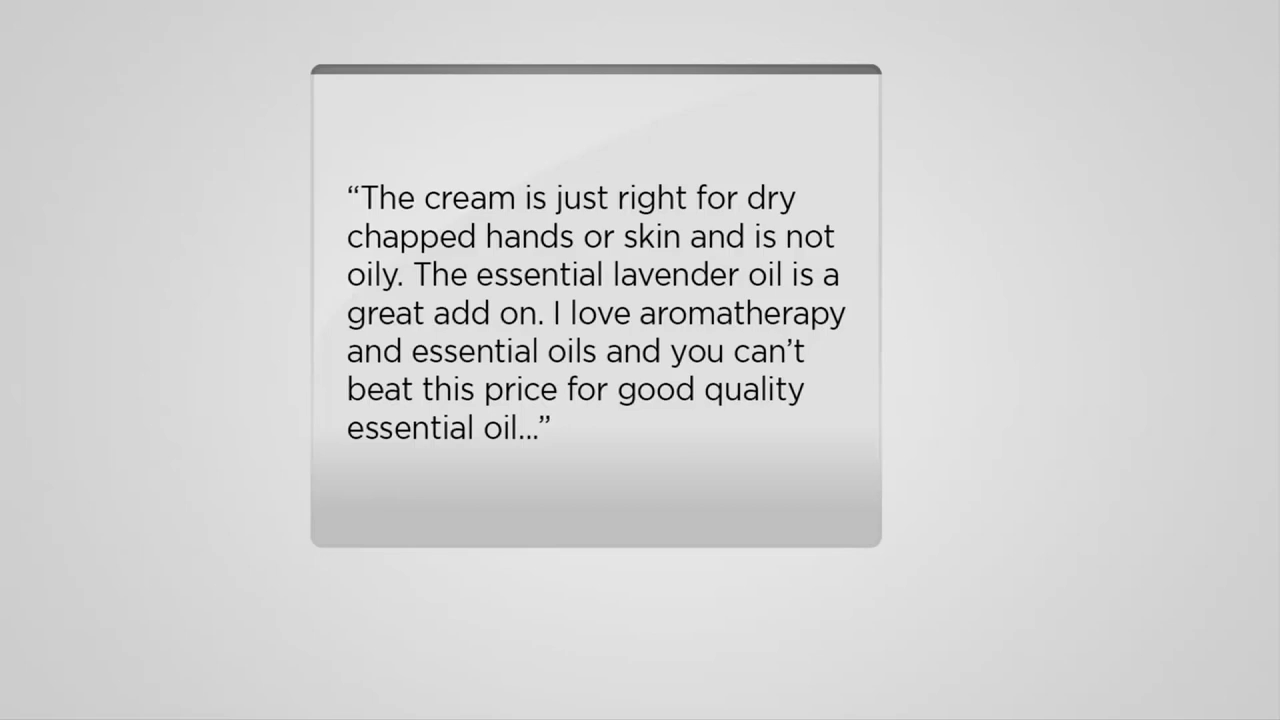 “The cream is just right for dry
chapped hands or skin and is not
oily. The essential lavender oil is a
great add on. I love aromatherapy
and essential oils and you can’t
beat this price for good quality
essential oil...”